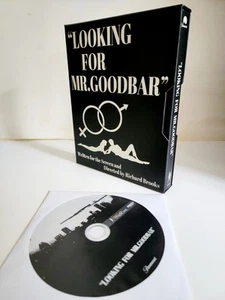 "LOOKING
FOR
MR.GOODBAR"
Written for the Screen and
Directed by Richard Brooks
"LOOKING FOR MR.GOODBAR"
"LOOKING FOR MR.GOODBAR"